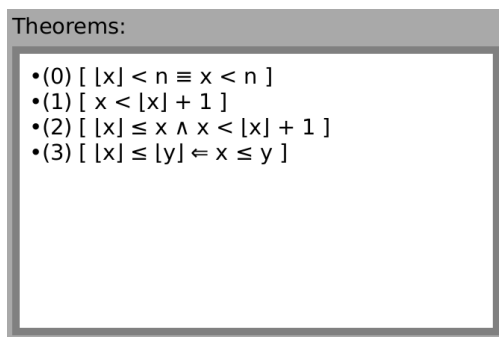 Theorems:
•(0) [ ⌊x⌋ < n ≡ x < n ]
•(1) [ x < ⌊x⌋ + 1 ]
•(2) [ ⌊x⌋ ≤ x ∧ x < ⌊x⌋ + 1 ]
•(3) [ ⌊x⌋ ≤ ⌊y⌋ ⇐ x ≤ y ]